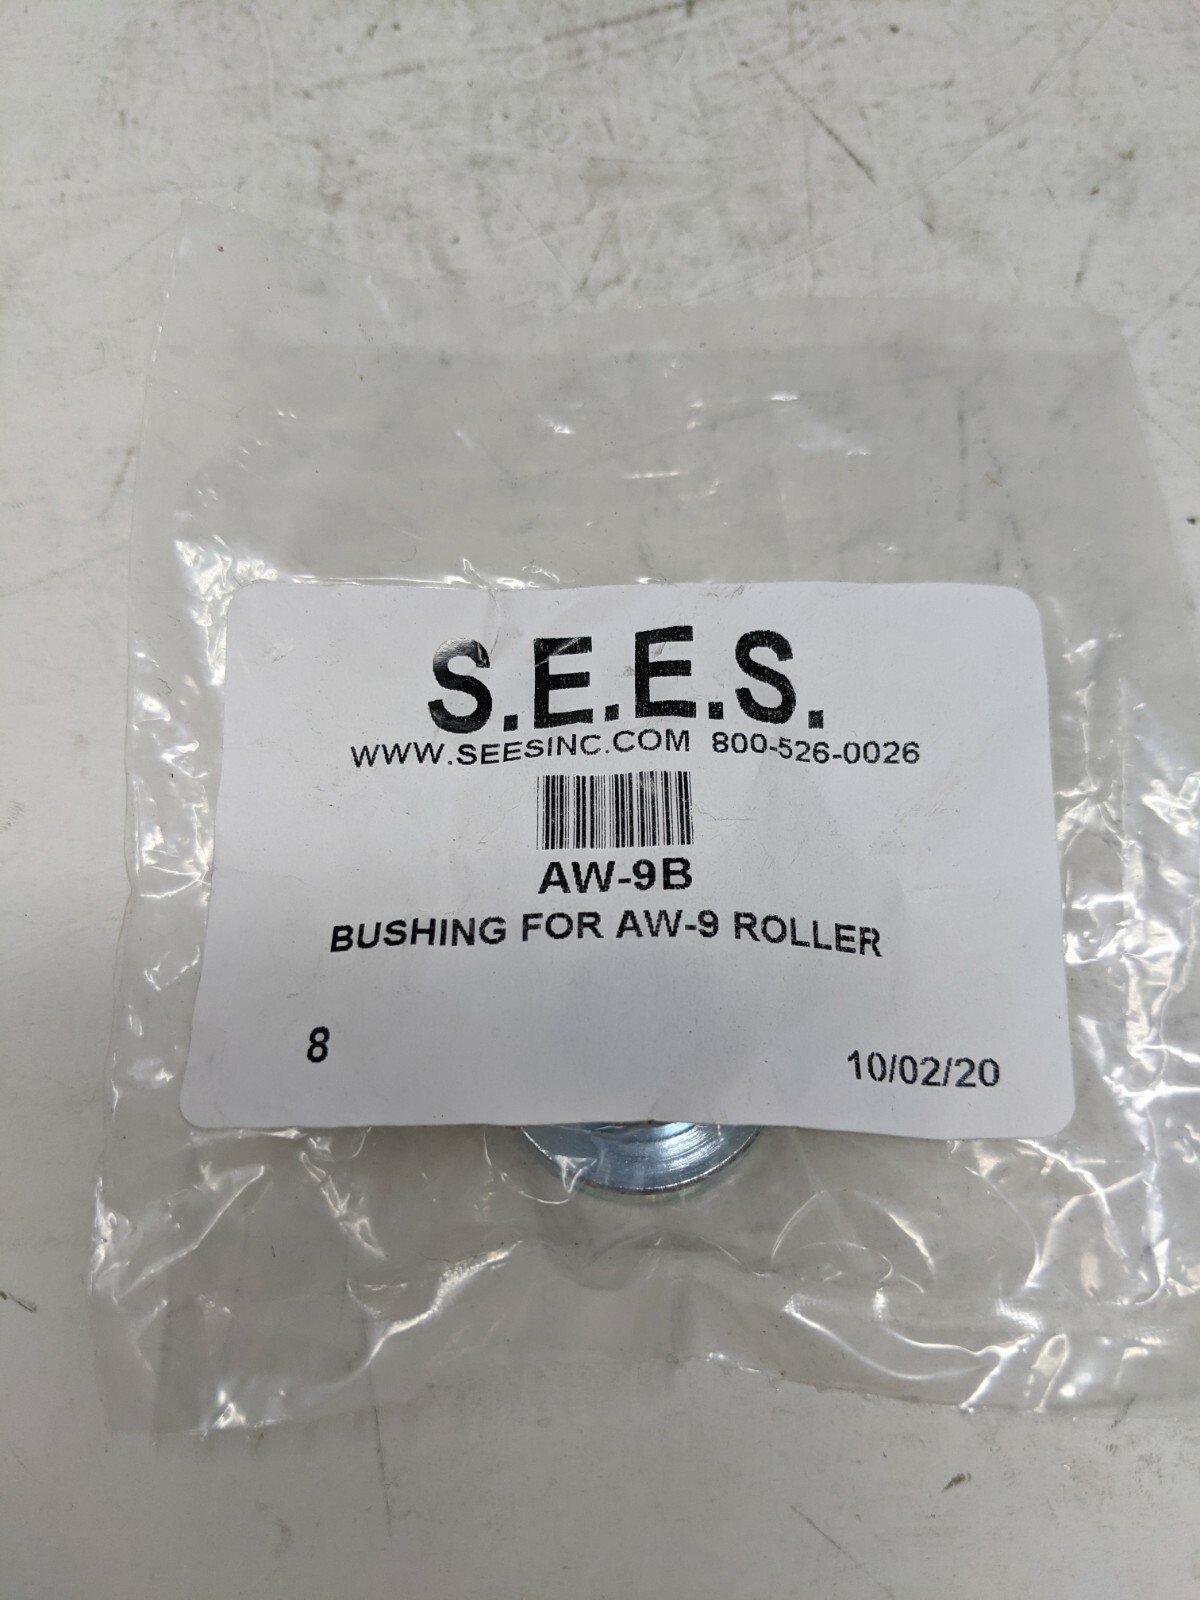 S.E.E.S.
WWW.SEESINC.COM 800-526-0026
AW-9B
BUSHING FOR AW-9 ROLLER
8 10/02/20